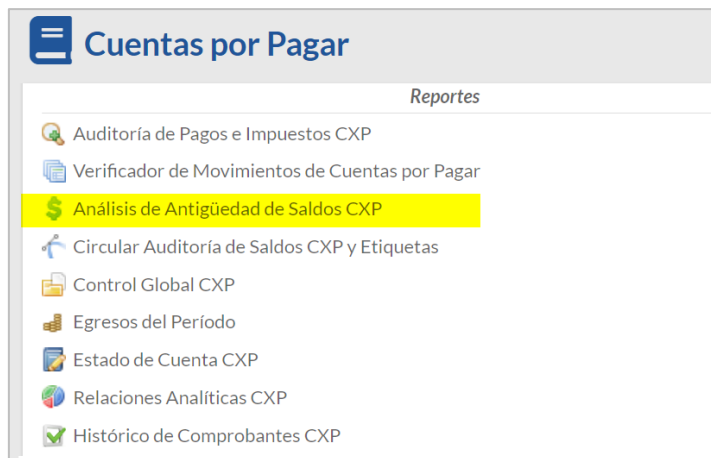 Cuentas por Pagar
Reportes
Auditoría de Pagos e Impuestos CXP
Verificador de Movimientos de Cuentas por Pagar
Análisis de Antigüedad de Saldos CXP
Circular Auditoría de Saldos CXP y Etiquetas
Control Global CXP
Egresos del Período
Estado de Cuenta CXP
Relaciones Analíticas CXP
Histórico de Comprobantes CXP